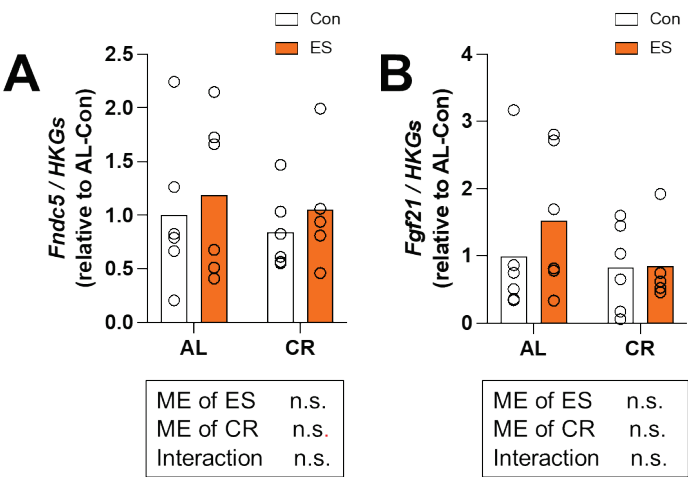 A
Con
ES
Fndc5 / HKGs
(relative to AL-Con)
2.5
2.0
1.5
1.0
0.5
0.0
AL
CR
ME of ES n.s.
ME of CR n.s.
Interaction n.s.
B
Con
ES
Fgf21 / HKGs
(relative to AL-Con)
4
3
2
1
0
AL
CR
ME of ES n.s.
ME of CR n.s.
Interaction n.s.